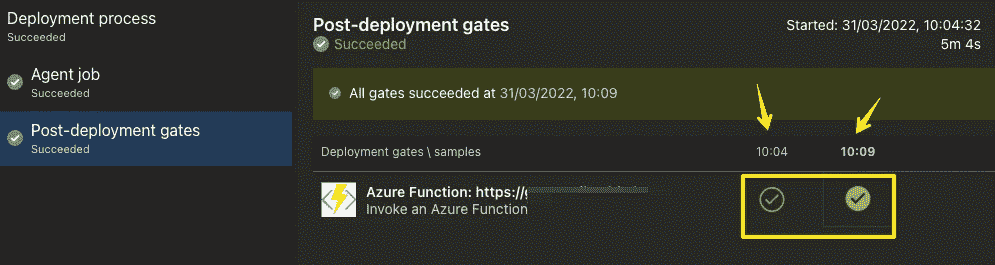 Deployment process
Succeeded
Agent job
Succeeded
Post-deployment gates
Succeeded
Post-deployment gates
Succeeded
Started: 31/03/2022, 10:04:32
5m 4s
All gates succeeded at 31/03/2022, 10:09
Deployment gates \ samples 10:04 10:09
Azure Function: https://
Invoke an Azure Function